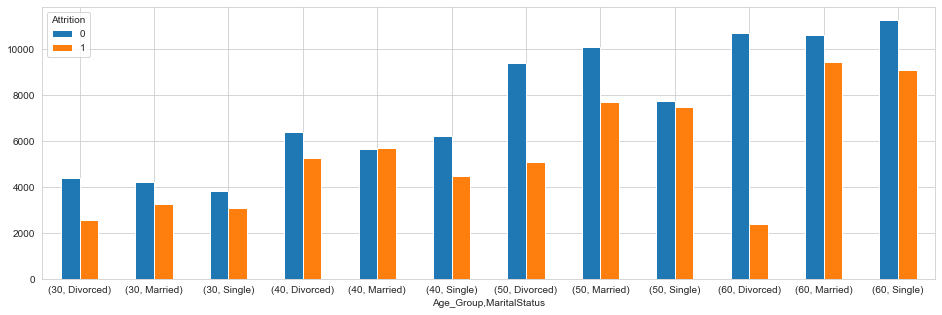 Attrition
0
1
10000
8000
6000
4000
2000
0
(30, Divorced) (30, Married) (30, Single) (40, Divorced) (40, Married) (40, Single) (50, Divorced) (50, Married) (50, Single) (60, Divorced) (60, Married) (60, Single)
Age_Group,MaritalStatus